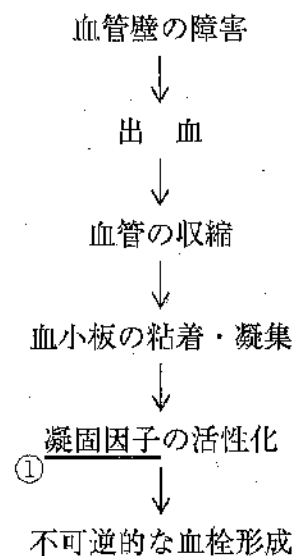 血管壁の障害
出　血
血管の収縮
血小板の粘着・凝集
凝固因子の活性化
①
不可逆的な血栓形成